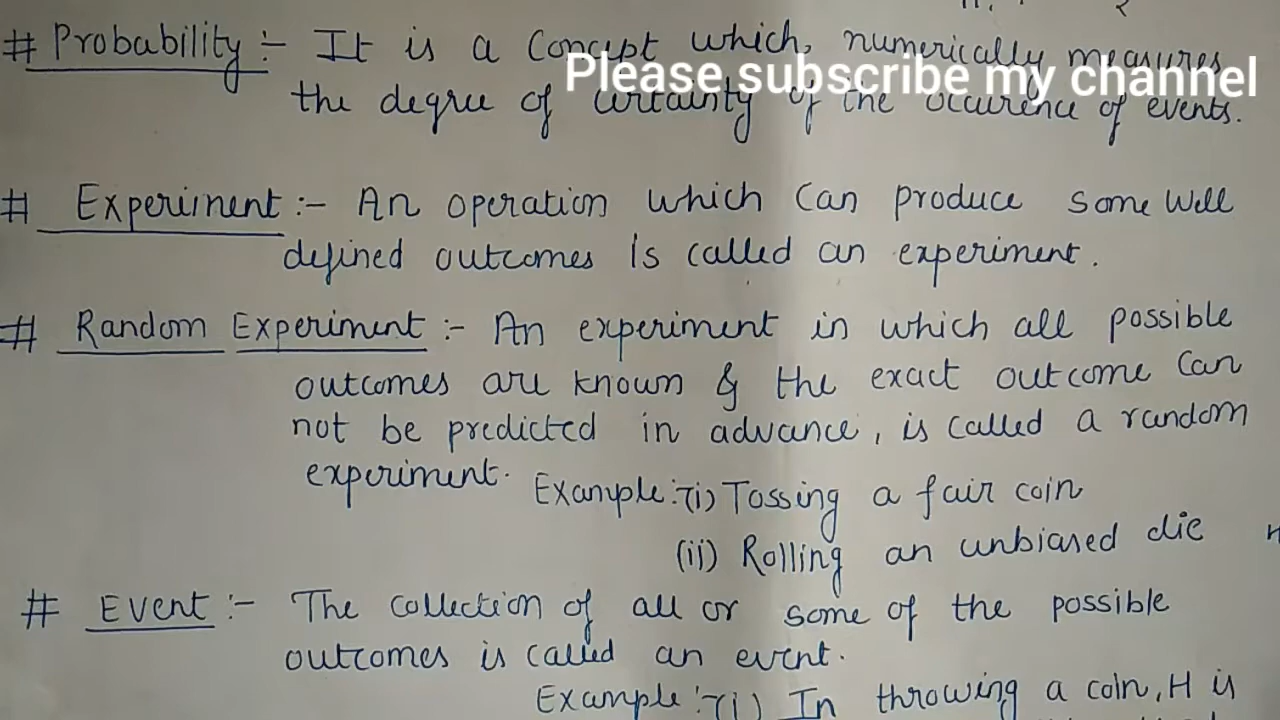 # Probability :- It is a Concept which, numerically measures
Please subscribe my channel
the degree of certainty of the occurence of events.
# Experiment :- An operation which Can produce some Well
defined outcomes Is called an experiment.
# Random Experiment :- An experiment in which all possible
outcomes are known & the exact outcome Can
not be predicted in advance, is called a random
experiment.
Example :- (i) Tossing a fair coin
(ii) Rolling an unbiased die
# Event :- The collection of all or some of the possible
outcomes is called an event.
Example :- (i) In throwing a coin, H is